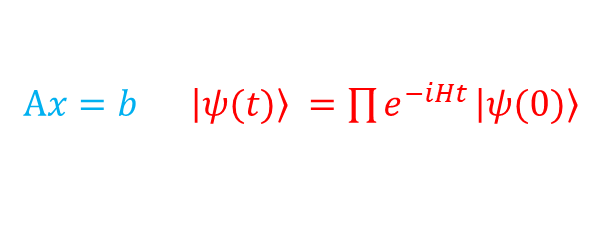 Ax = b |ψ(t)⟩ = ∏ e^{−iHt} |ψ(0)⟩